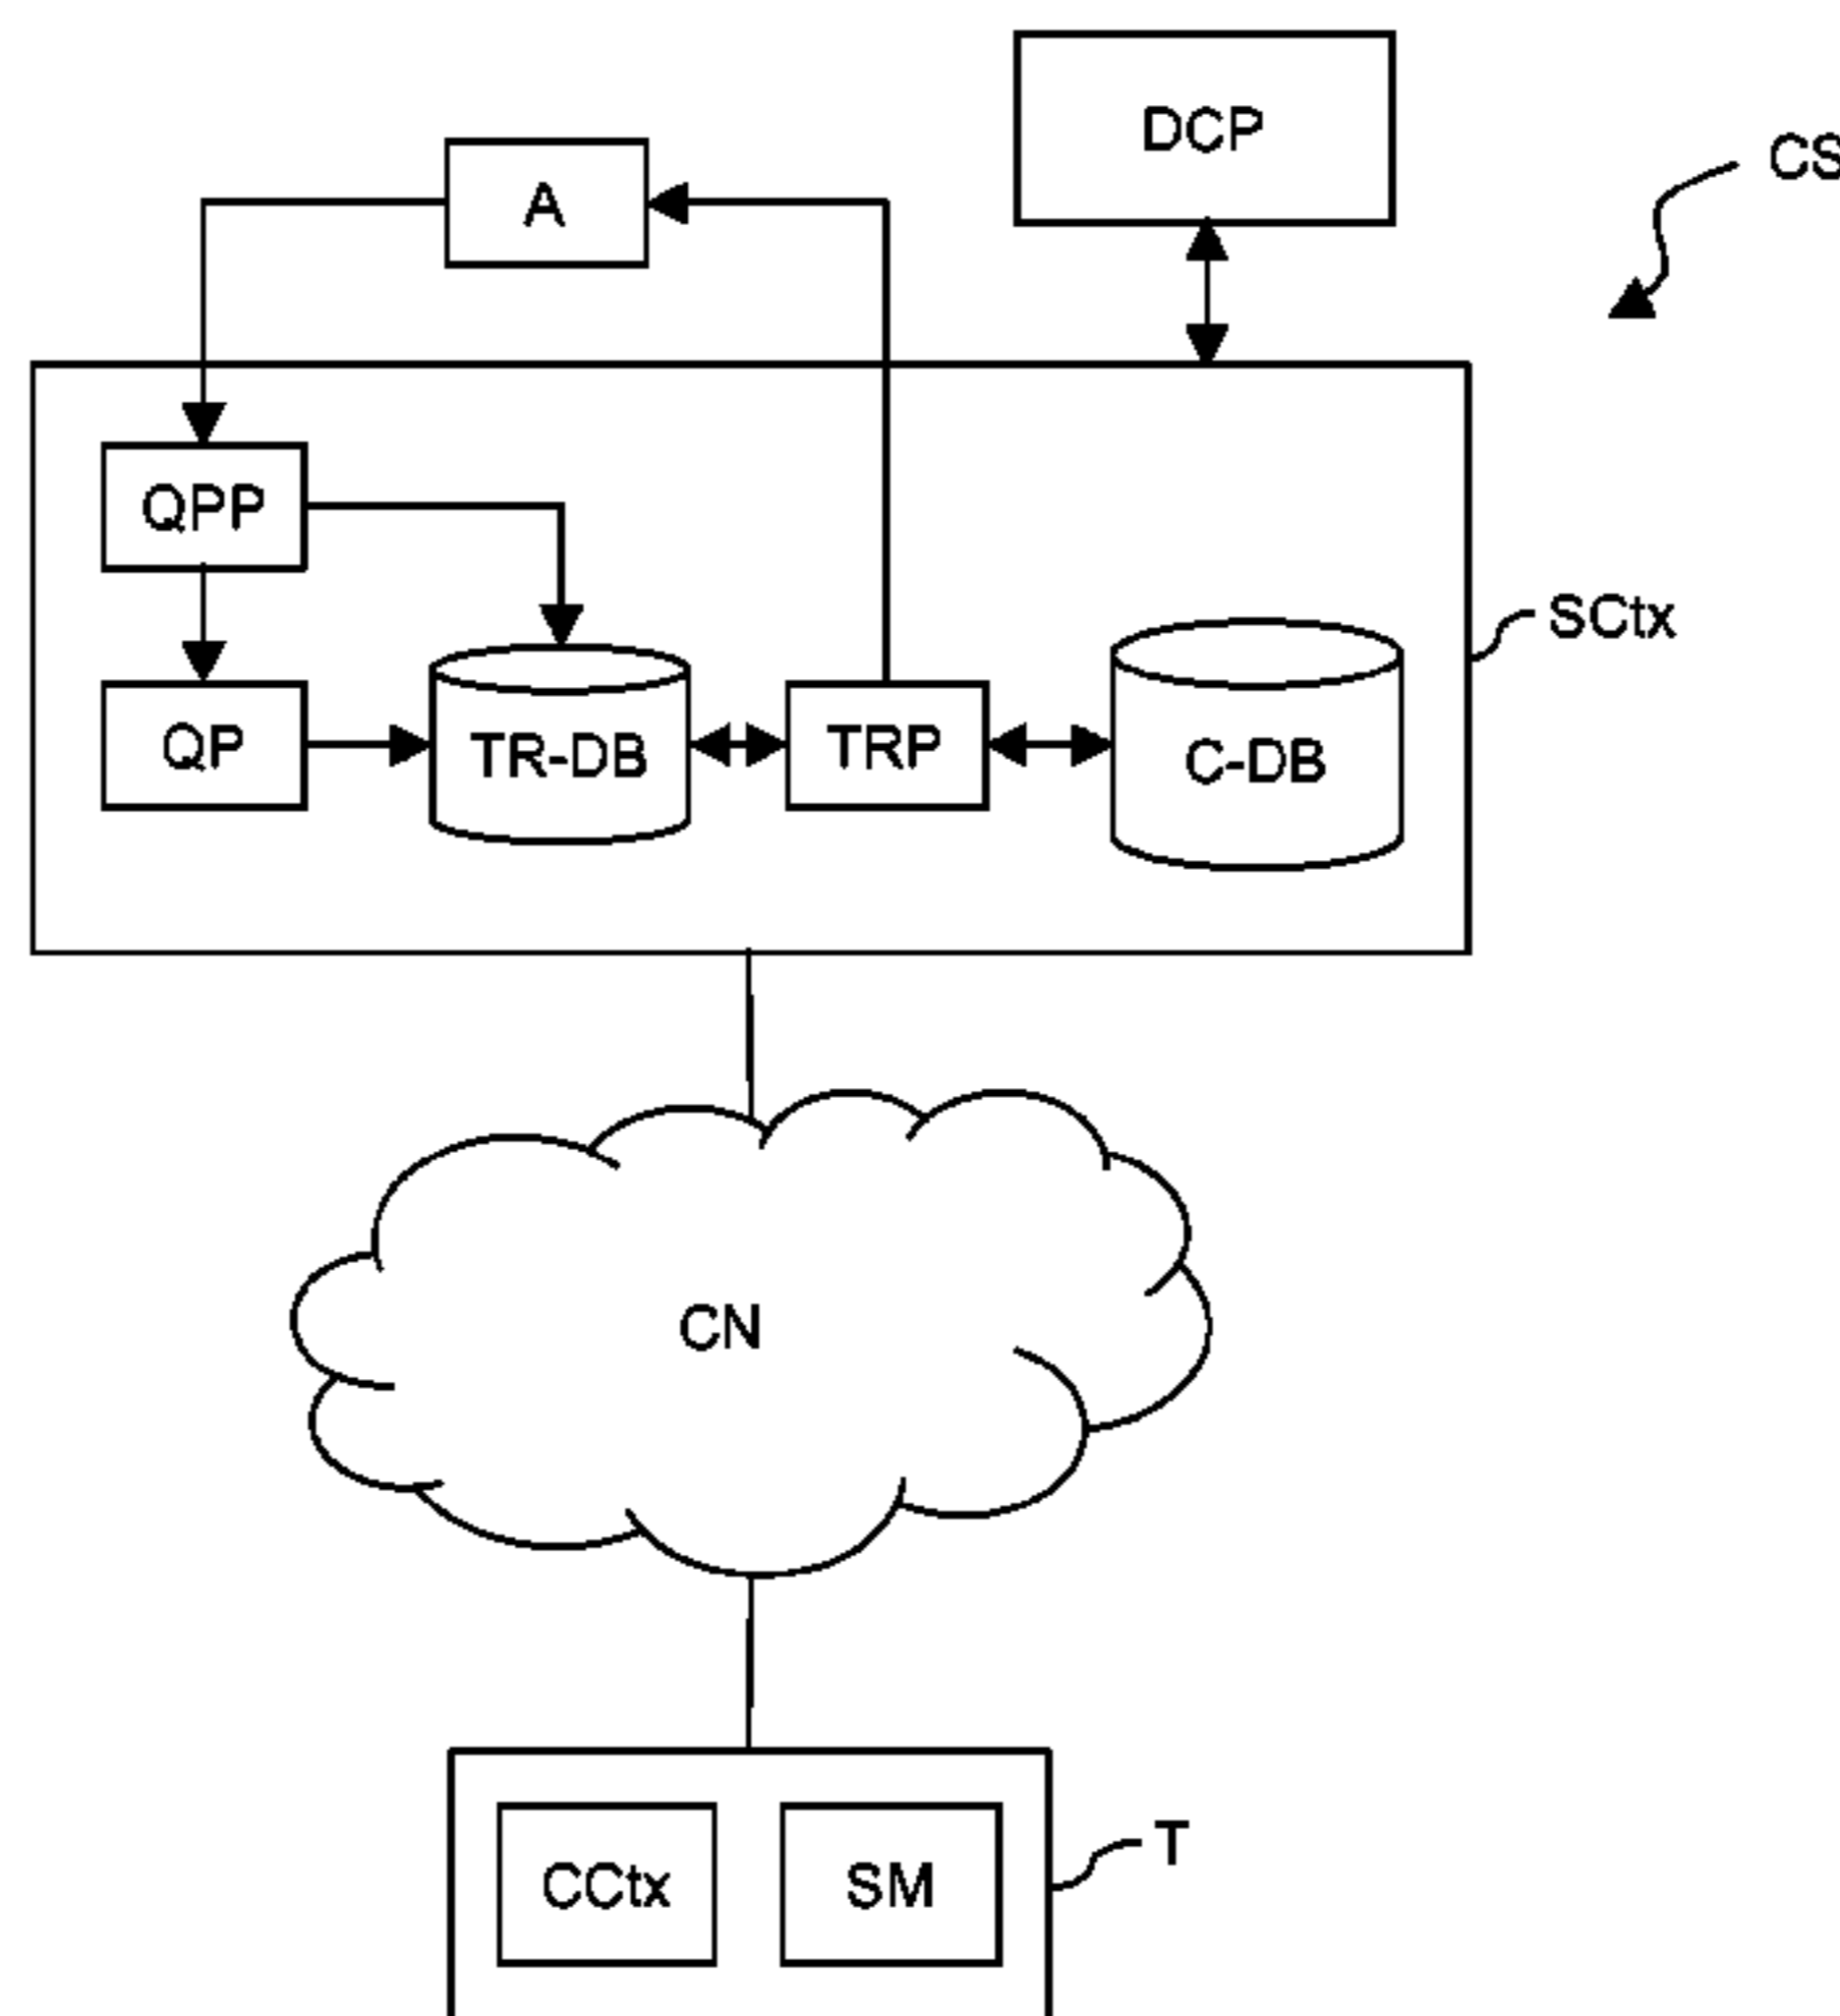 DCP
CS
A
QPP
SCtx
QP
TR-DB
TRP
C-DB
CN
T
CCtx
SM